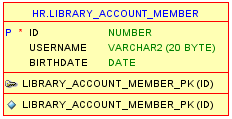 HR.LIBRARY_ACCOUNT_MEMBER
P * ID NUMBER
USERNAME VARCHAR2 (20 BYTE)
BIRTHDATE DATE
LIBRARY_ACCOUNT_MEMBER_PK (ID)
LIBRARY_ACCOUNT_MEMBER_PK (ID)